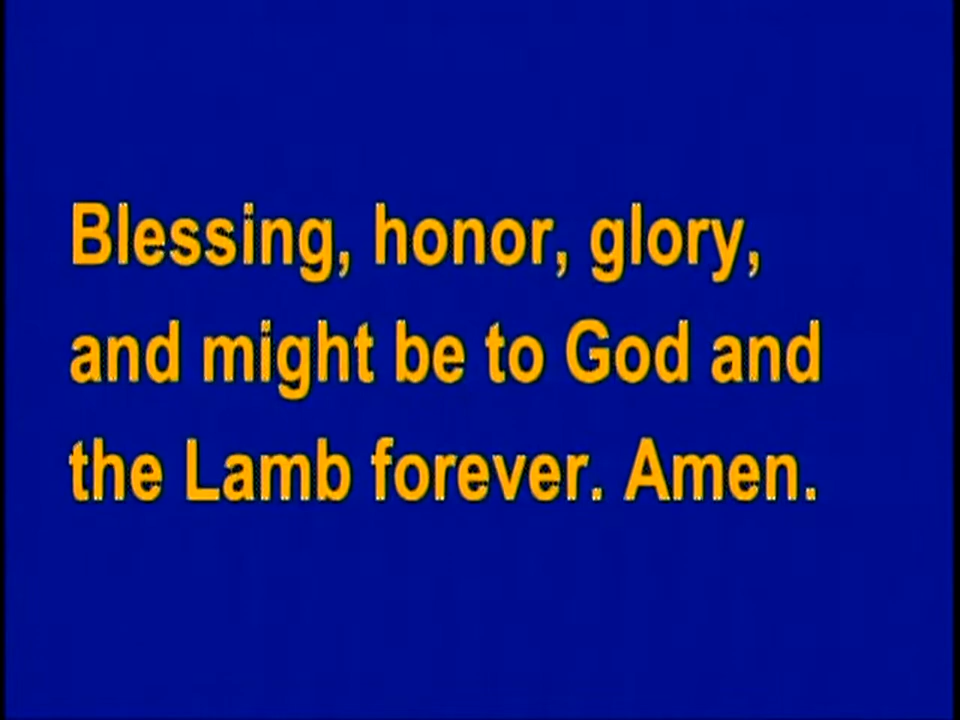 Blessing, honor, glory,
and might be to God and
the Lamb forever. Amen.